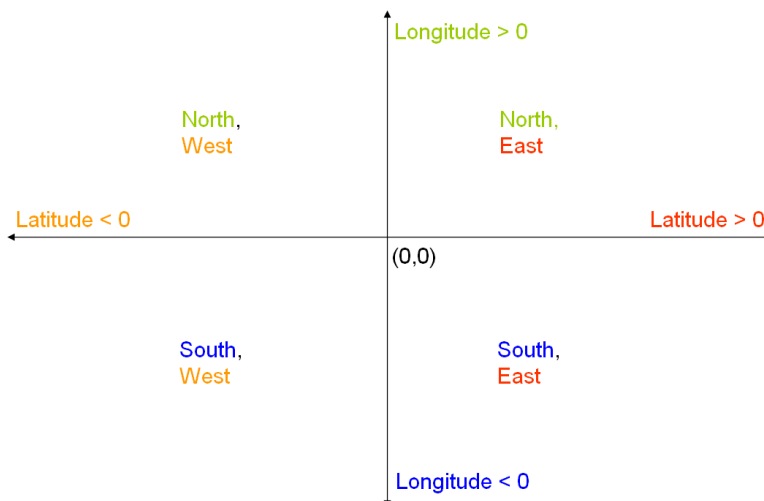 Longitude > 0
North,
West
North,
East
Latitude < 0
Latitude > 0
(0,0)
South,
West
South,
East
Longitude < 0